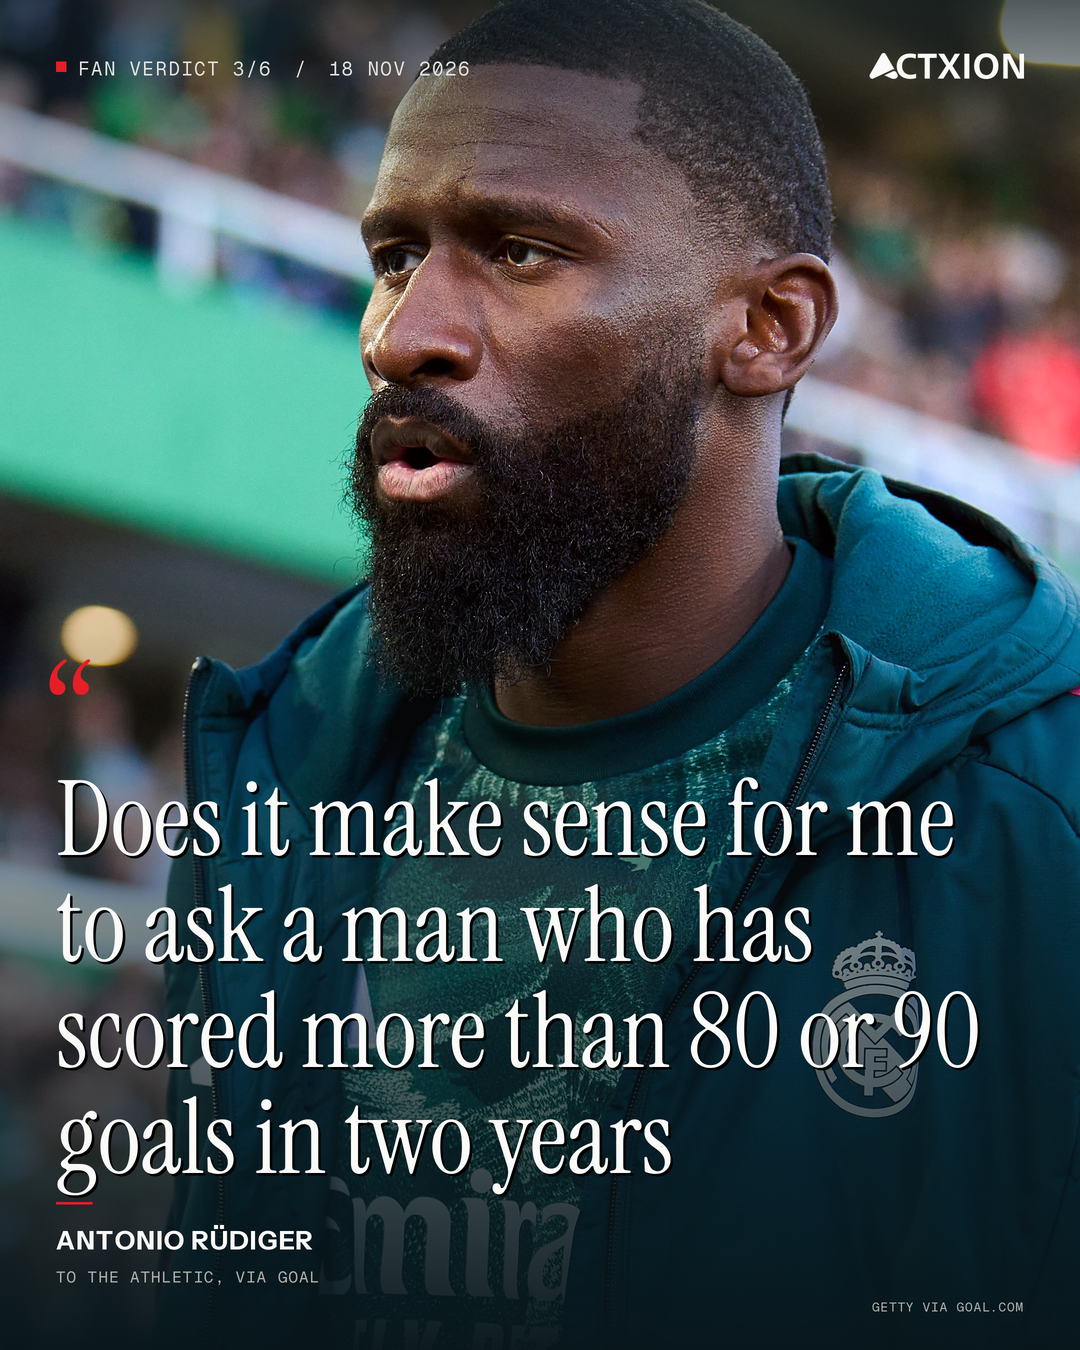 FAN VERDICT 3/6 / 18 NOV 2026
ACTXION
“
Does it make sense for me
to ask a man who has
scored more than 80 or 90
goals in two years
ANTONIO RÜDIGER
TO THE ATHLETIC, VIA GOAL
GETTY VIA GOAL.COM